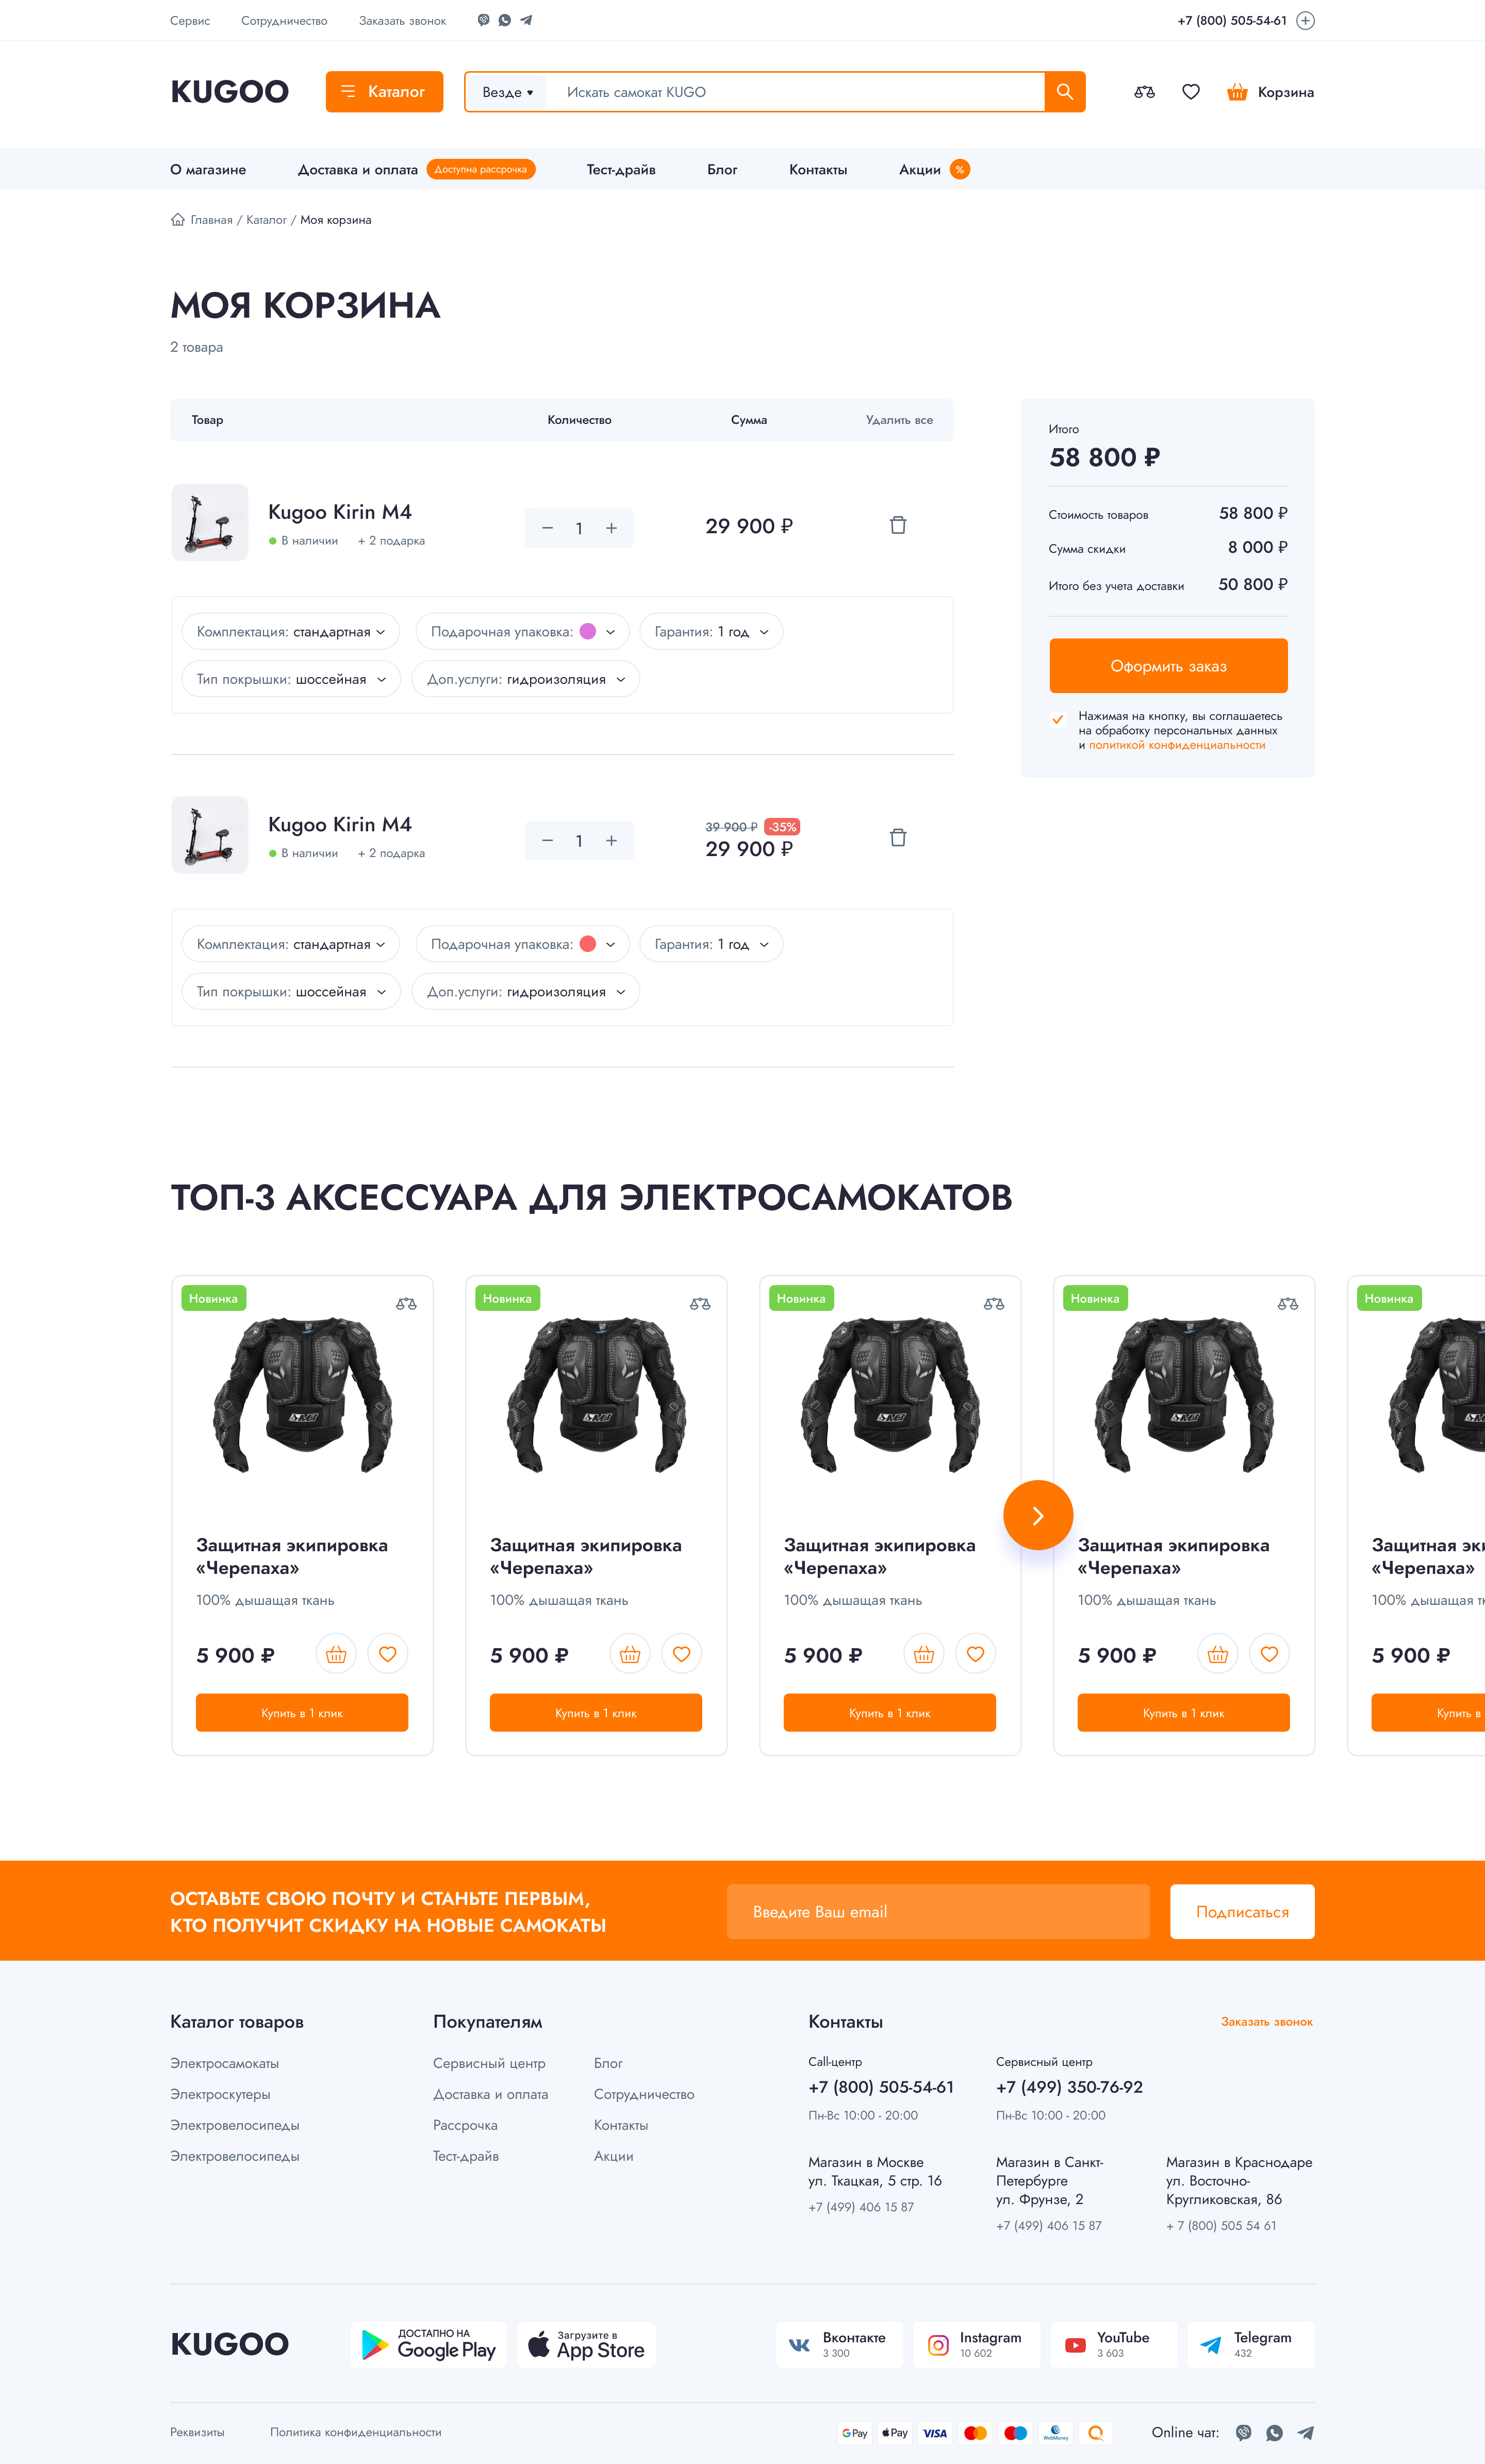 Сервис Сотрудничество Заказать звонок +7 (800) 505-54-61
KUGOO Каталог Везде Искать самокат KUGO Корзина
О магазине Доставка и оплата Доступна рассрочка Тест-драйв Блог Контакты Акции %
Главная / Каталог / Моя корзина
МОЯ КОРЗИНА
2 товара
Товар Количество Сумма Удалить все
Kugoo Kirin M4
В наличии + 2 подарка
1
29 900 ₽
Комплектация: стандартная Подарочная упаковка: Гарантия: 1 год
Тип покрышки: шоссейная Доп.услуги: гидроизоляция
Kugoo Kirin M4
В наличии + 2 подарка
1
39 900 ₽ -35%
29 900 ₽
Комплектация: стандартная Подарочная упаковка: Гарантия: 1 год
Тип покрышки: шоссейная Доп.услуги: гидроизоляция
Итого
58 800 ₽
Стоимость товаров 58 800 ₽
Сумма скидки 8 000 ₽
Итого без учета доставки 50 800 ₽
Оформить заказ
Нажимая на кнопку, вы соглашаетесь
на обработку персональных данных
и политикой конфиденциальности
ТОП-3 АКСЕССУАРА ДЛЯ ЭЛЕКТРОСАМОКАТОВ
Новинка
Защитная экипировка
«Черепаха»
100% дышащая ткань
5 900 ₽
Купить в 1 клик
Новинка
Защитная экипировка
«Черепаха»
100% дышащая ткань
5 900 ₽
Купить в 1 клик
Новинка
Защитная экипировка
«Черепаха»
100% дышащая ткань
5 900 ₽
Купить в 1 клик
Новинка
Защитная экипировка
«Черепаха»
100% дышащая ткань
5 900 ₽
Купить в 1 клик
Новинка
Защитная эки
«Черепаха»
100% дышащая
5 900 ₽
Купить в
ОСТАВЬТЕ СВОЮ ПОЧТУ И СТАНЬТЕ ПЕРВЫМ,
КТО ПОЛУЧИТ СКИДКУ НА НОВЫЕ САМОКАТЫ
Введите Ваш email
Подписаться
Каталог товаров
Электросамокаты
Электроскутеры
Электровелосипеды
Электровелосипеды
Покупателям
Сервисный центр
Доставка и оплата
Рассрочка
Тест-драйв
Блог
Сотрудничество
Контакты
Акции
Контакты
Заказать звонок
Call-центр
+7 (800) 505-54-61
Пн-Вс 10:00 - 20:00
Сервисный центр
+7 (499) 350-76-92
Пн-Вс 10:00 - 20:00
Магазин в Москве
ул. Ткацкая, 5 стр. 16
+7 (499) 406 15 87
Магазин в Санкт-
Петербурге
ул. Фрунзе, 2
+7 (499) 406 15 87
Магазин в Краснодаре
ул. Восточно-
Кругликовская, 86
+ 7 (800) 505 54 61
KUGOO
ДОСТАПНО НА
Google Play
Загрузите в
App Store
Вконтакте
3 300
Instagram
10 602
YouTube
3 603
Telegram
432
Реквизиты Политика конфиденциальности G Pay Pay VISA WebMoney Online чат: